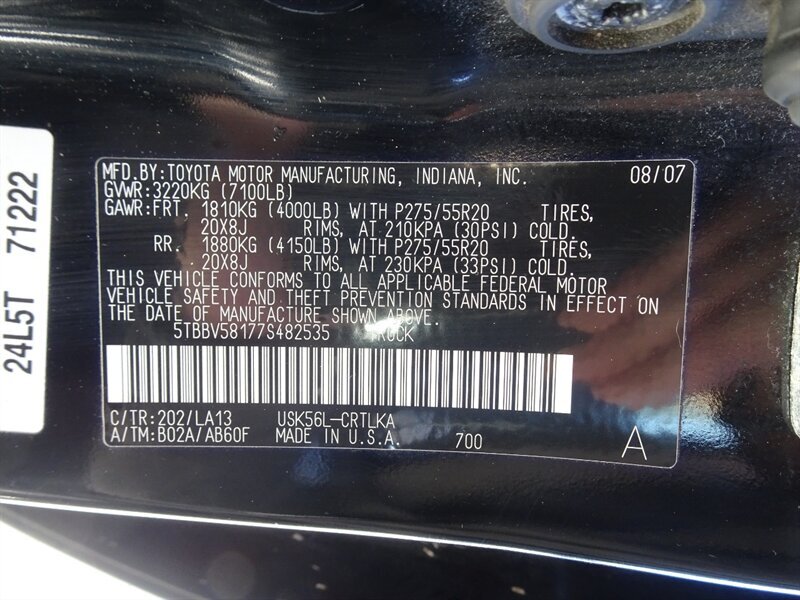 24L5T 71222
MFD.BY:TOYOTA MOTOR MANUFACTURING, INDIANA, INC. 08/07
GVWR:3220KG (7100LB)
GAWR:FRT. 1810KG (4000LB) WITH P275/55R20 TIRES,
20X8J RIMS, AT 210KPA (30PSI) COLD.
RR. 1880KG (4150LB) WITH P275/55R20 TIRES,
20X8J RIMS, AT 230KPA (33PSI) COLD.
THIS VEHICLE CONFORMS TO ALL APPLICABLE FEDERAL MOTOR
VEHICLE SAFETY AND THEFT PREVENTION STANDARDS IN EFFECT ON
THE DATE OF MANUFACTURE SHOWN ABOVE.
5TBBV58177S482535 TRUCK
C/TR:202/LA13 USK56L-CRTLKA
A/TM:B02A/AB60F MADE IN U.S.A. 700 A